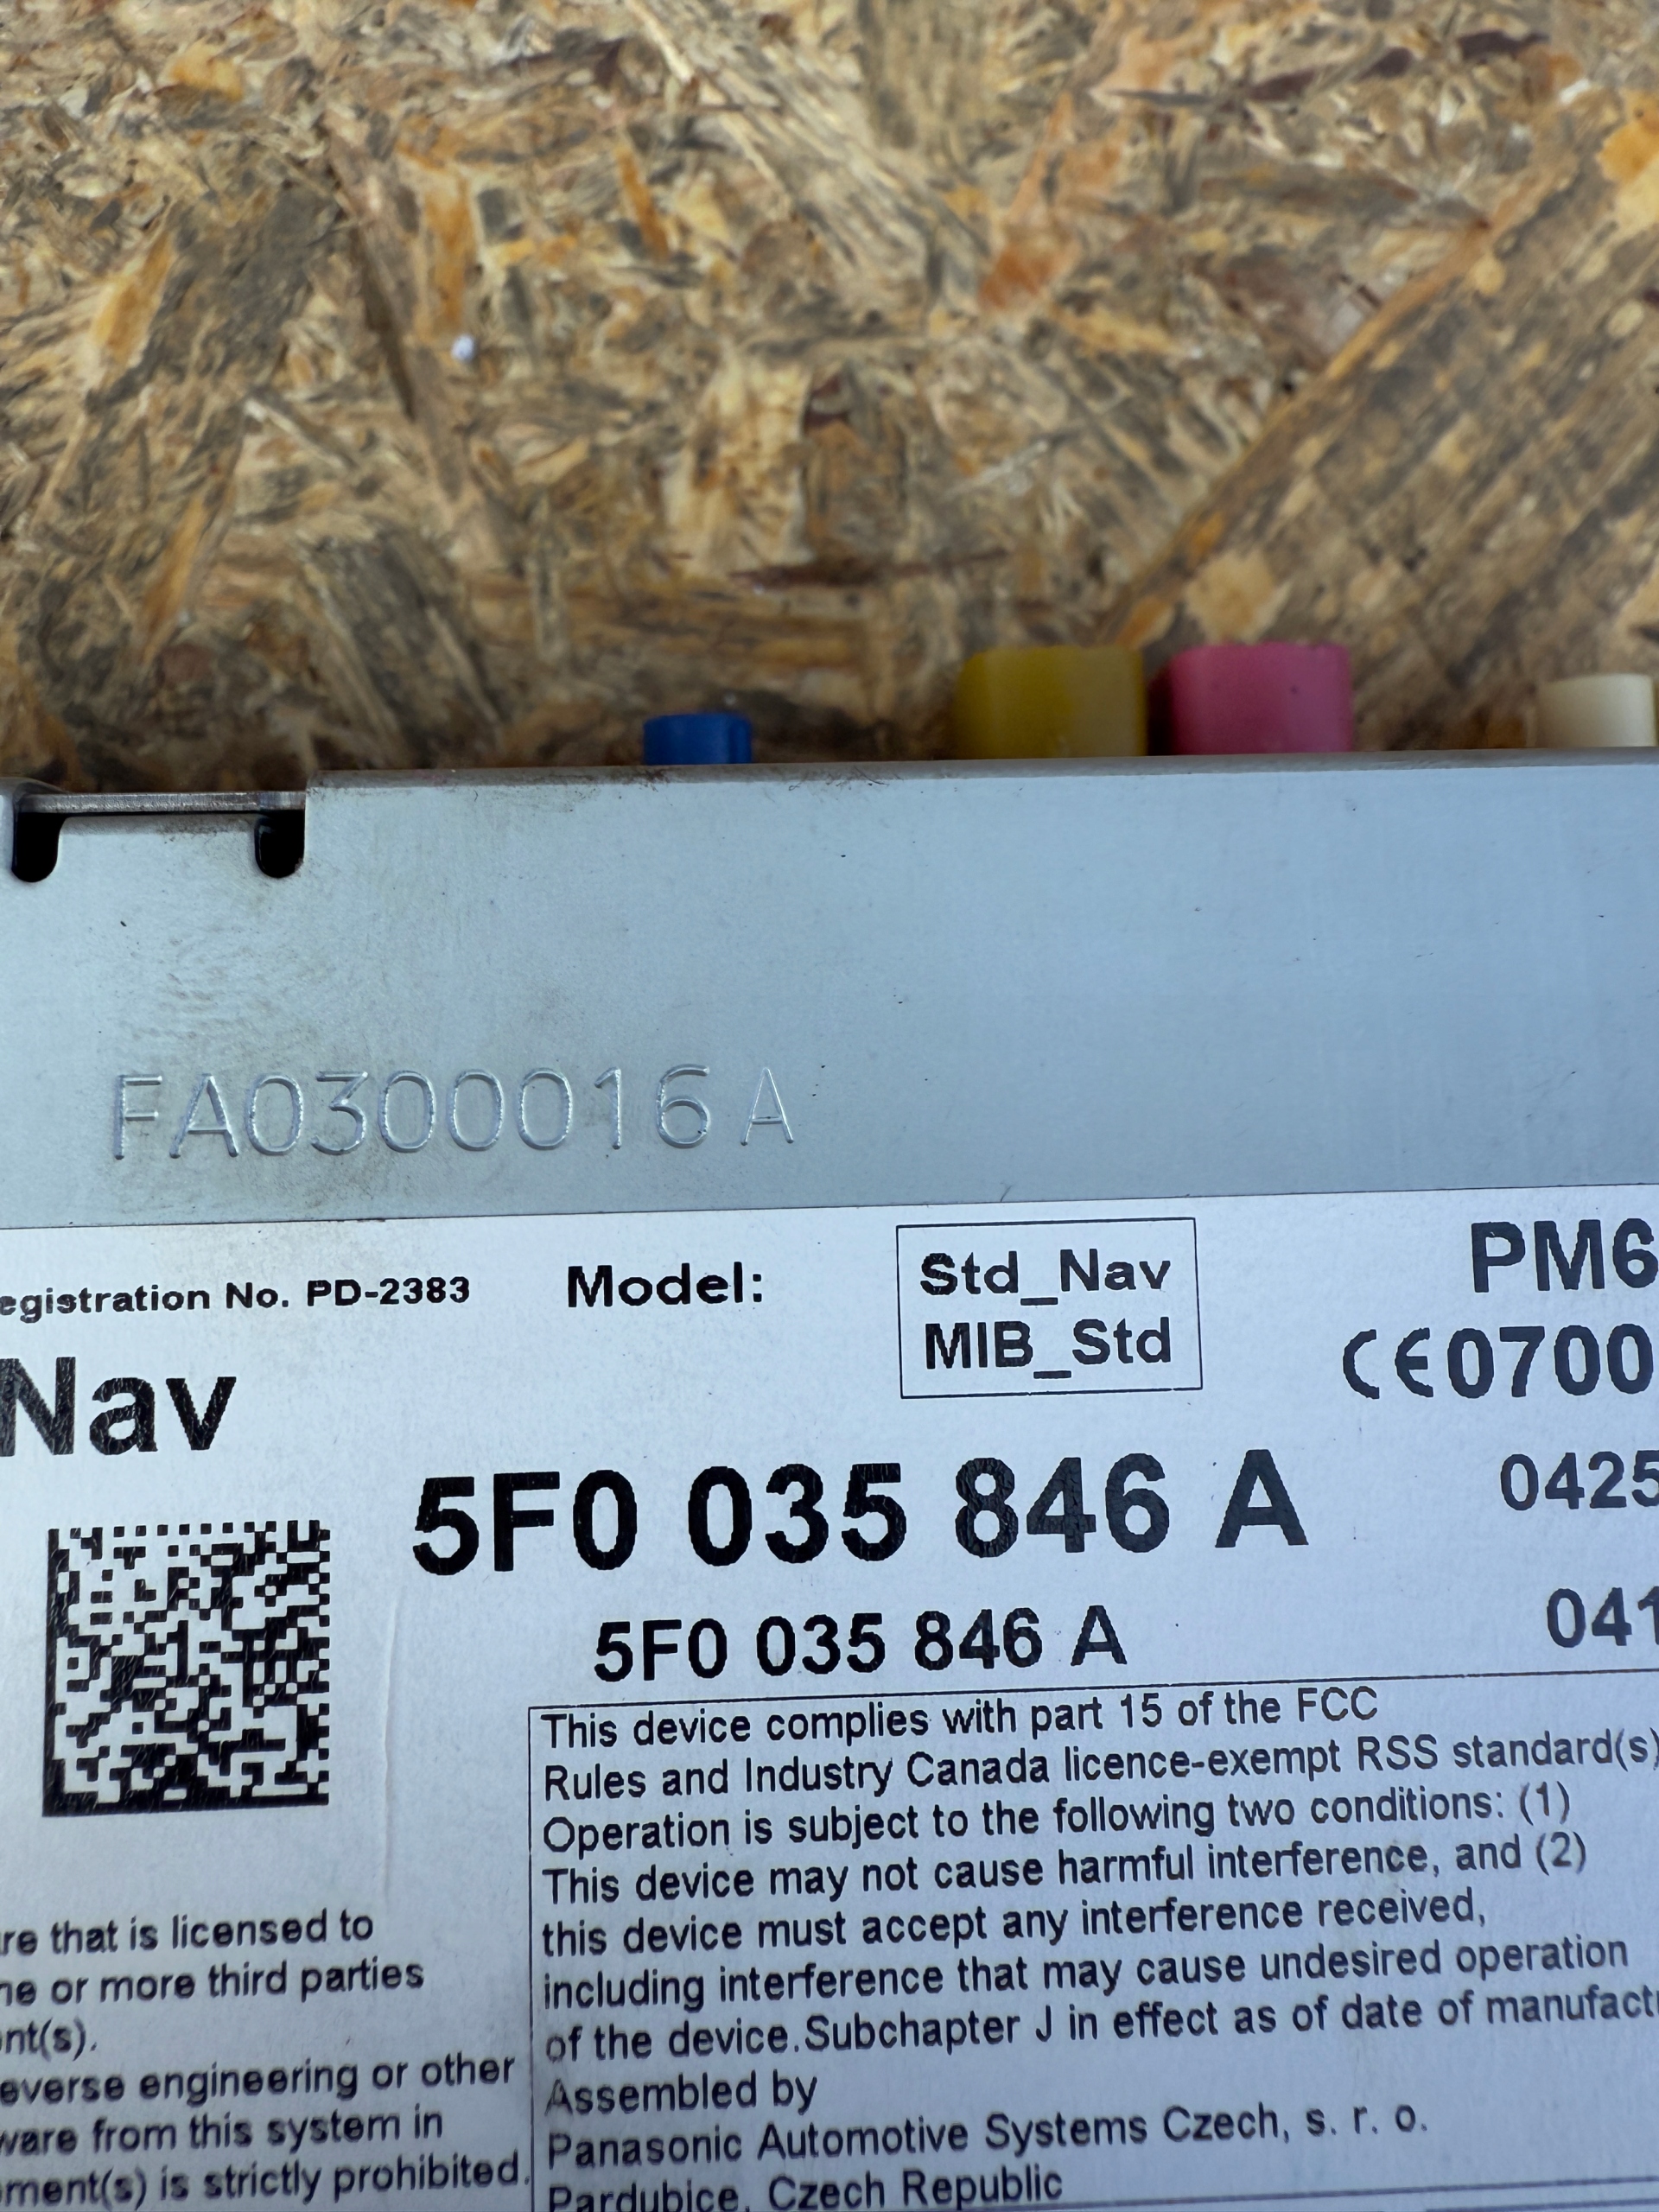 FA0300016 A
egistration No. PD-2383
Model:
Std_Nav
MIB_Std
PM6
CE0700
Nav
5F0 035 846 A
0425
5F0 035 846 A
041
This device complies with part 15 of the FCC
Rules and Industry Canada licence-exempt RSS standard(s)
Operation is subject to the following two conditions: (1)
This device may not cause harmful interference, and (2)
this device must accept any interference received,
including interference that may cause undesired operation
of the device.Subchapter J in effect as of date of manufact
Assembled by
Panasonic Automotive Systems Czech, s. r. o.
Pardubice, Czech Republic
re that is licensed to
ne or more third parties
nt(s).
everse engineering or other
ware from this system in
ment(s) is strictly prohibited.